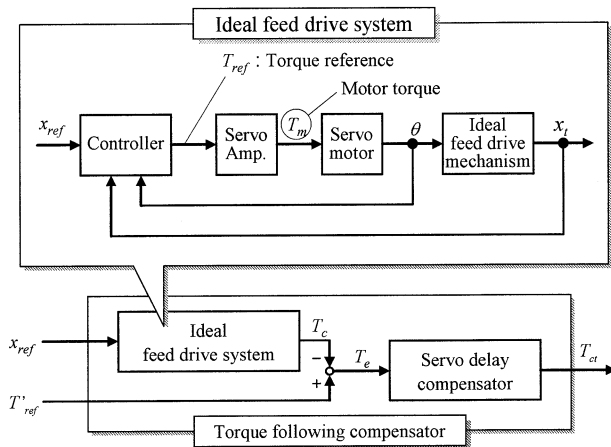 Ideal feed drive system
T_ref : Torque reference
Motor torque
x_ref
Controller
Servo
Amp.
T_m
Servo
motor
θ
Ideal
feed drive
mechanism
x_t
x_ref
Ideal
feed drive system
T_c
−
+
T_e
Servo delay
compensator
T_ct
T'_ref
Torque following compensator